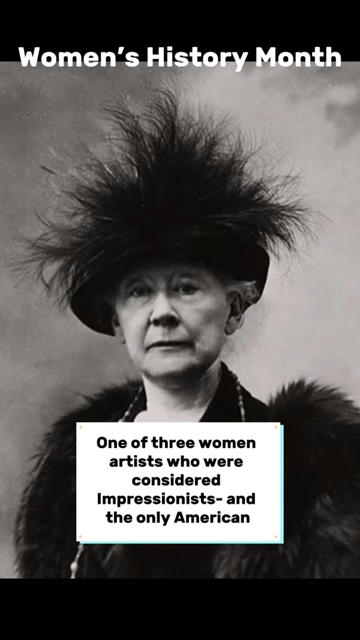 Women's History Month
One of three women
artists who were
considered
Impressionists- and
the only American